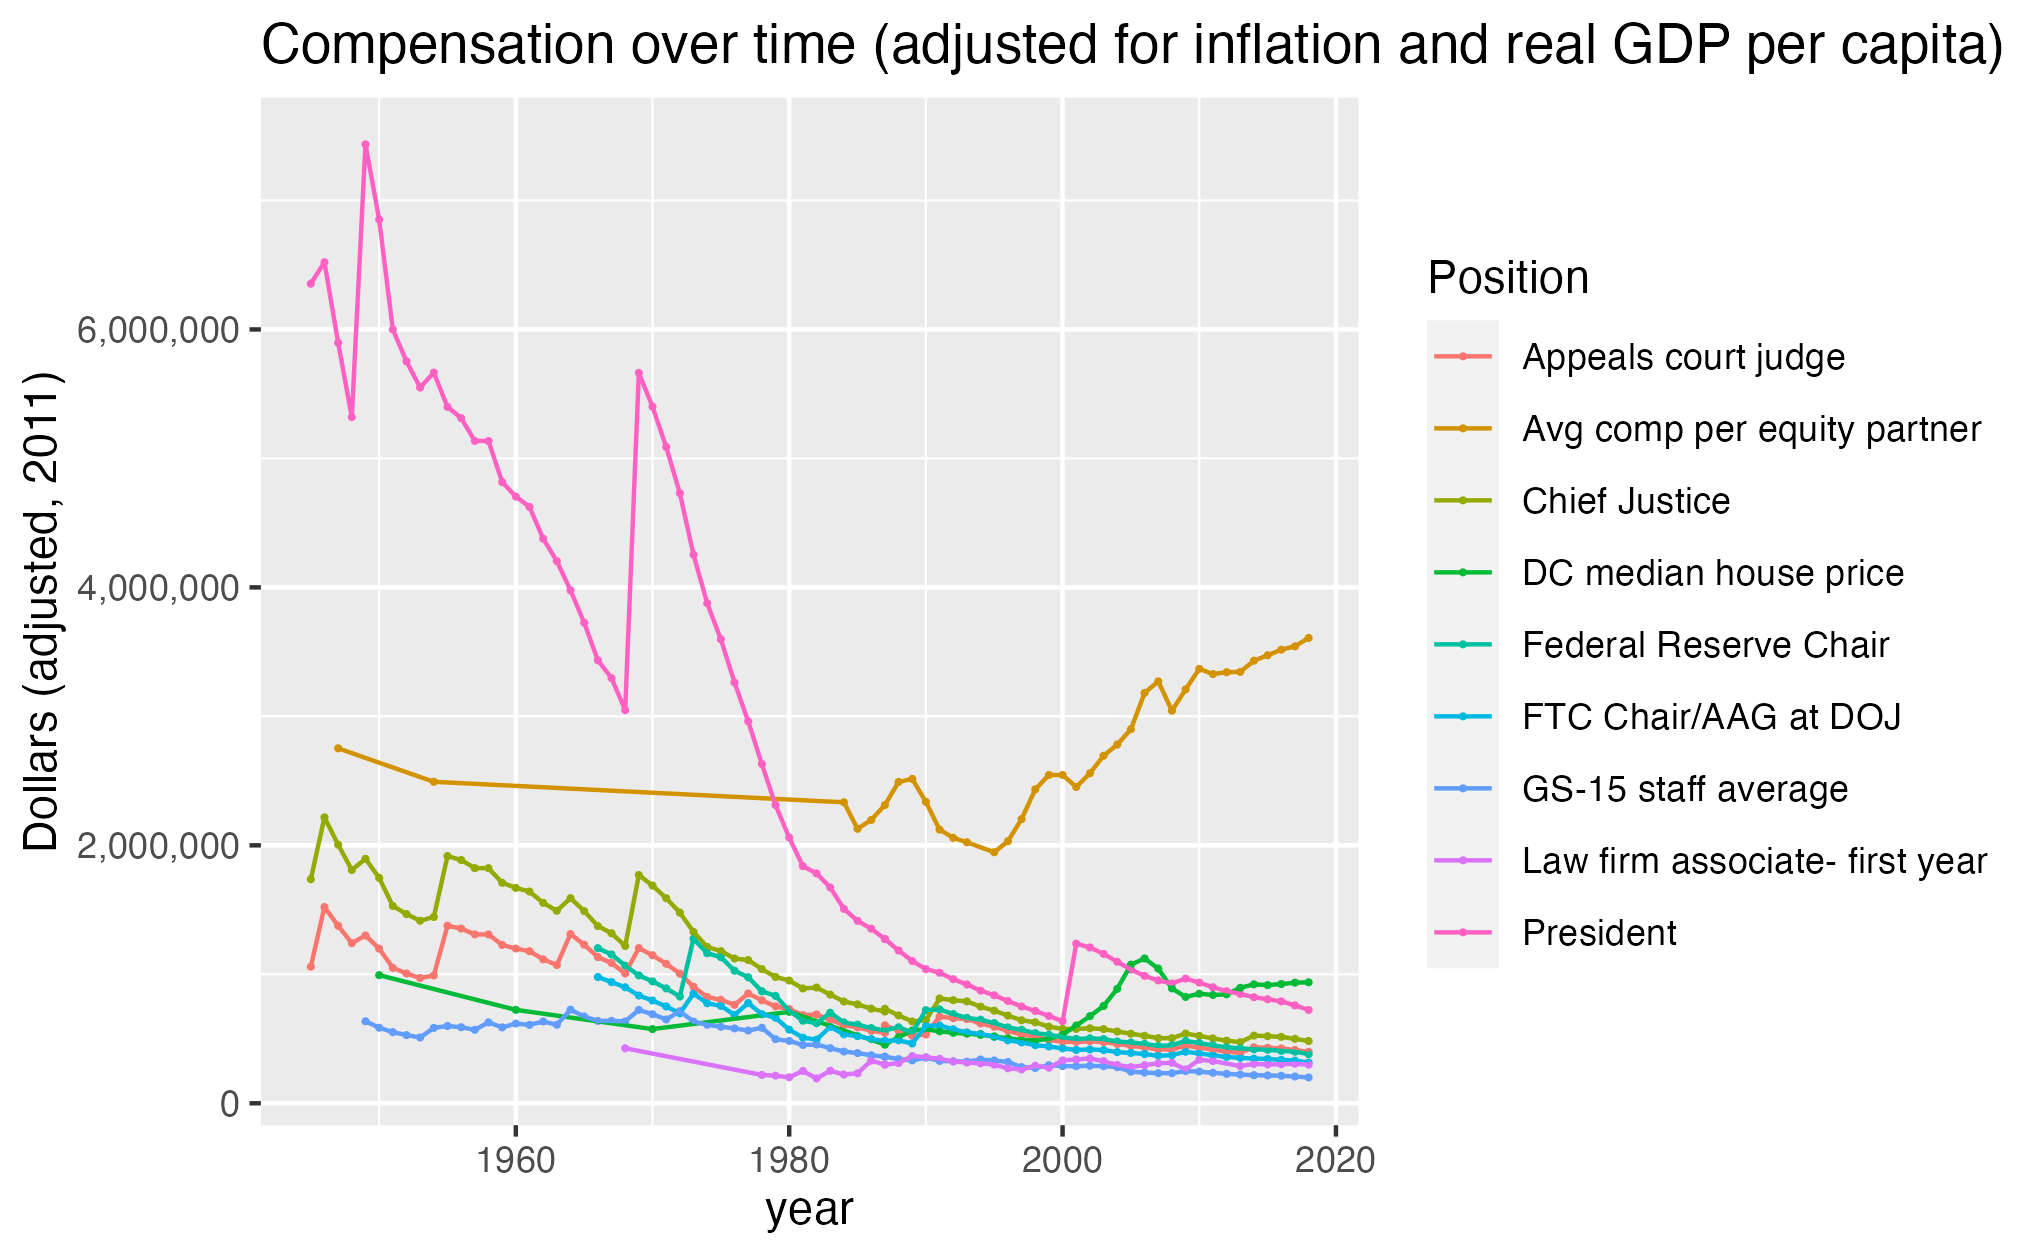 Compensation over time (adjusted for inflation and real GDP per capita)
Dollars (adjusted, 2011)
6,000,000
4,000,000
2,000,000
0
1960
1980
2000
2020
year
Position
Appeals court judge
Avg comp per equity partner
Chief Justice
DC median house price
Federal Reserve Chair
FTC Chair/AAG at DOJ
GS-15 staff average
Law firm associate- first year
President